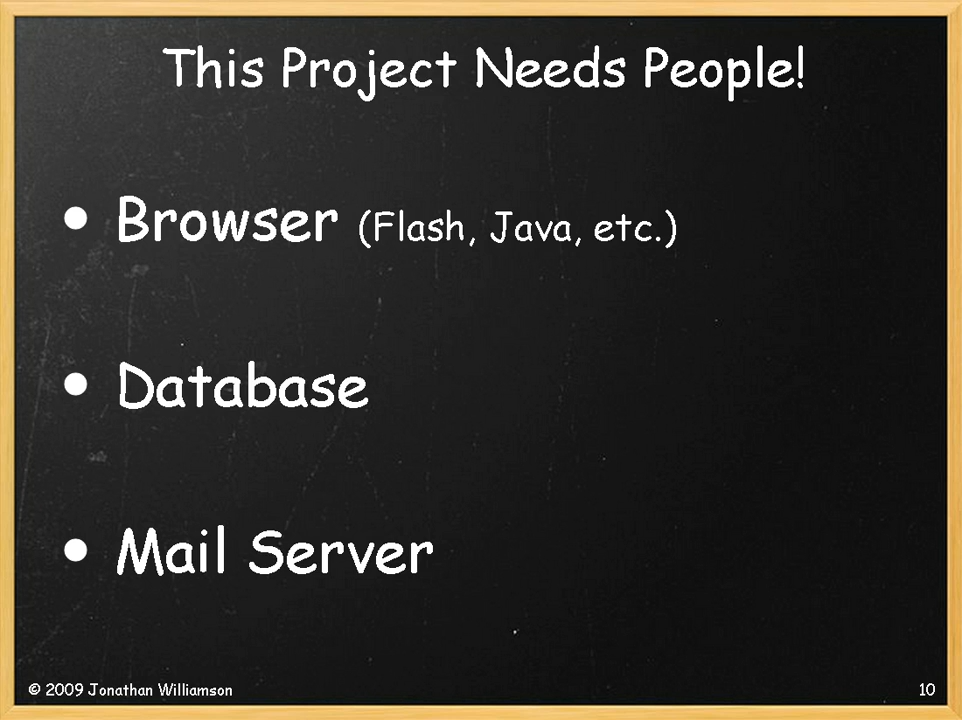 This Project Needs People!
• Browser (Flash, Java, etc.)
• Database
• Mail Server
© 2009 Jonathan Williamson
10